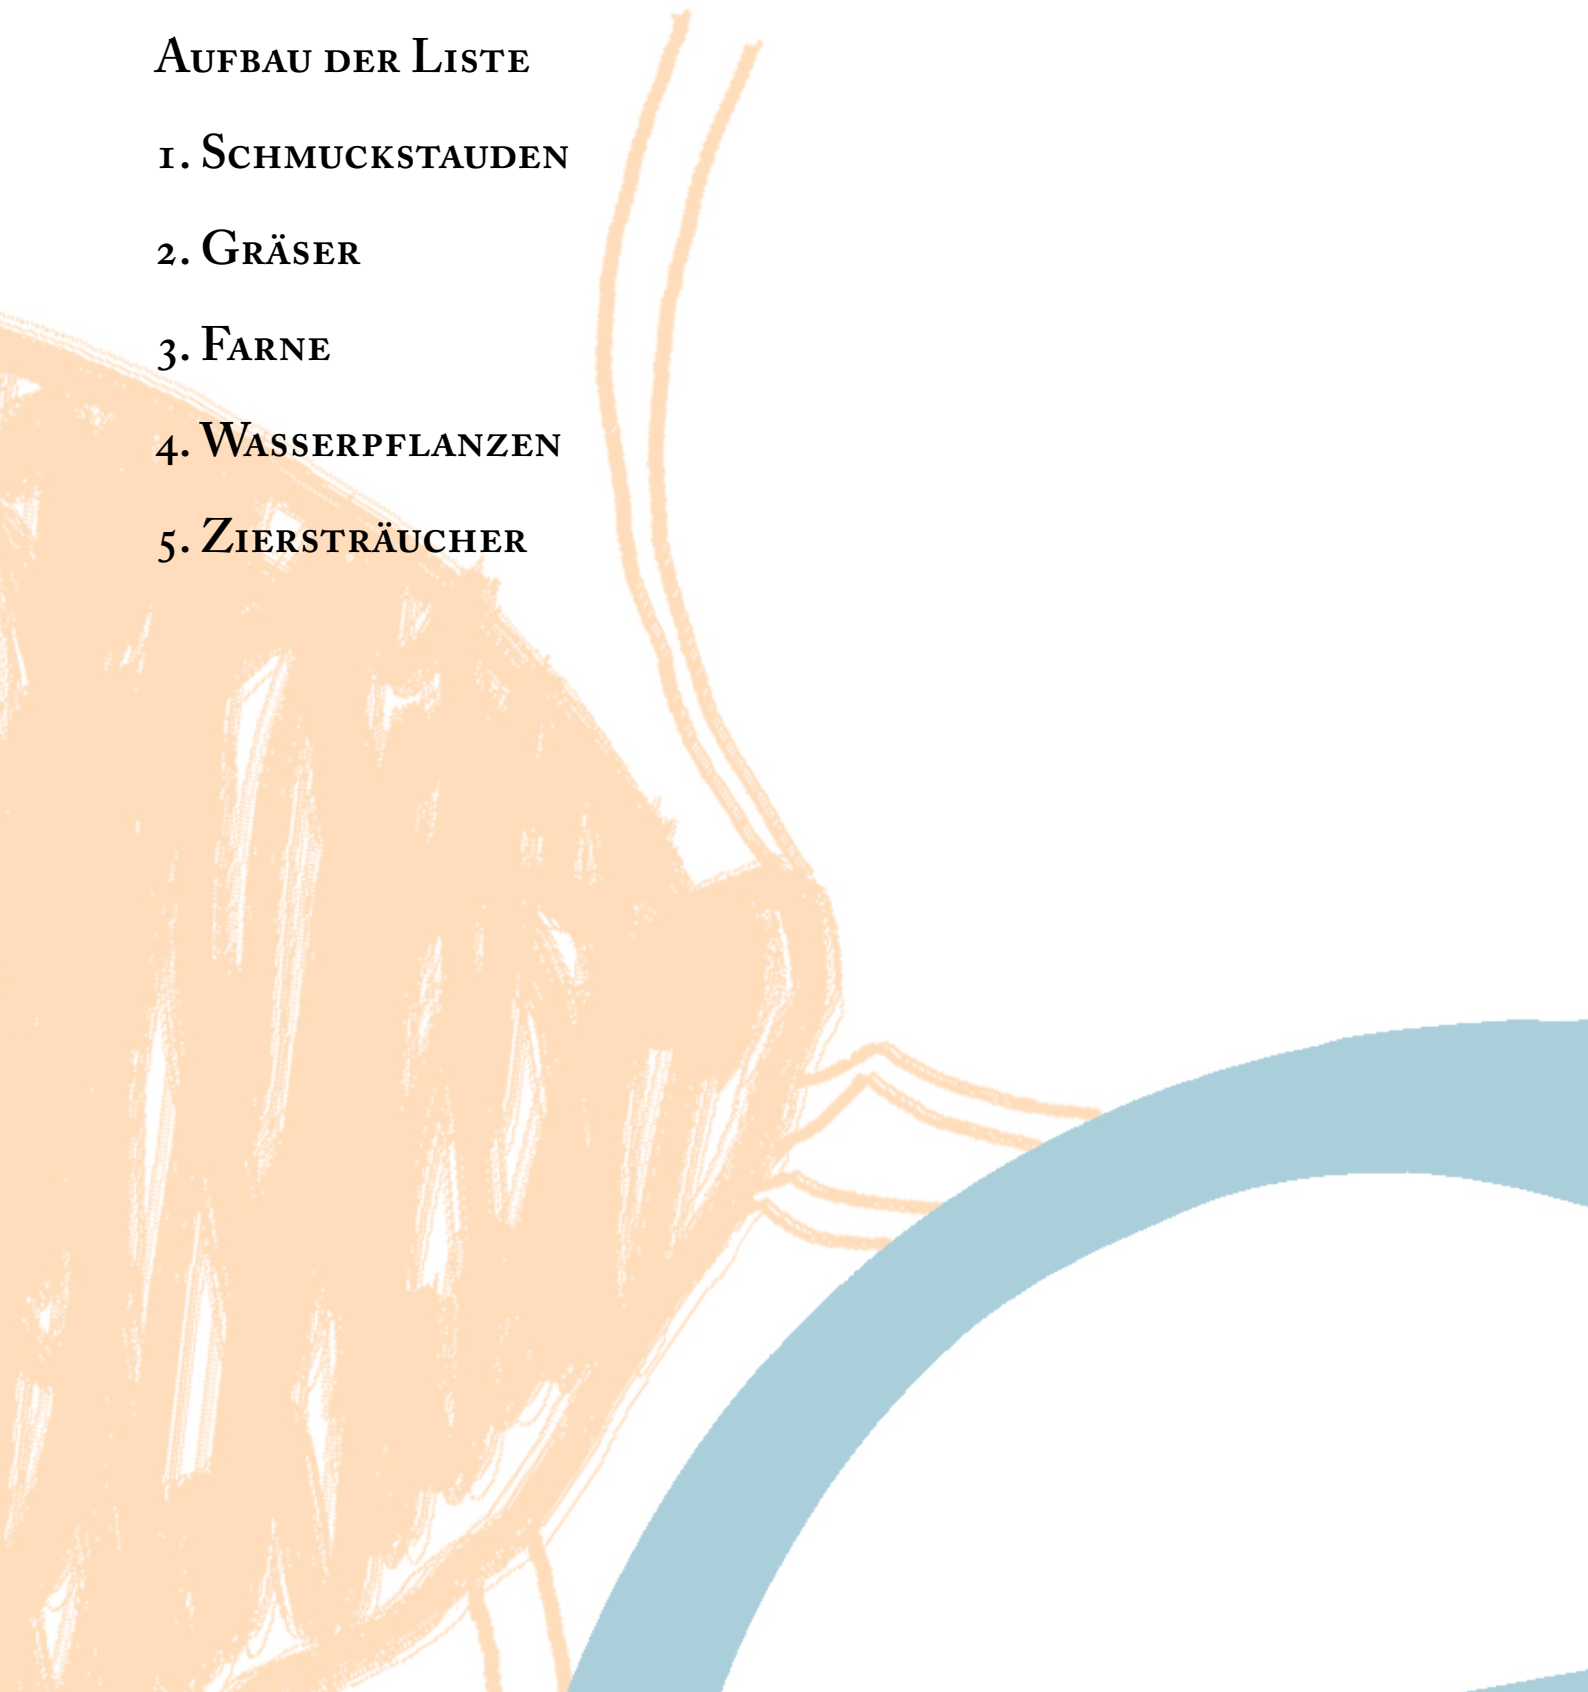 Aufbau der Liste
1. Schmuckstauden
2. Gräser
3. Farne
4. Wasserpflanzen
5. Ziersträucher